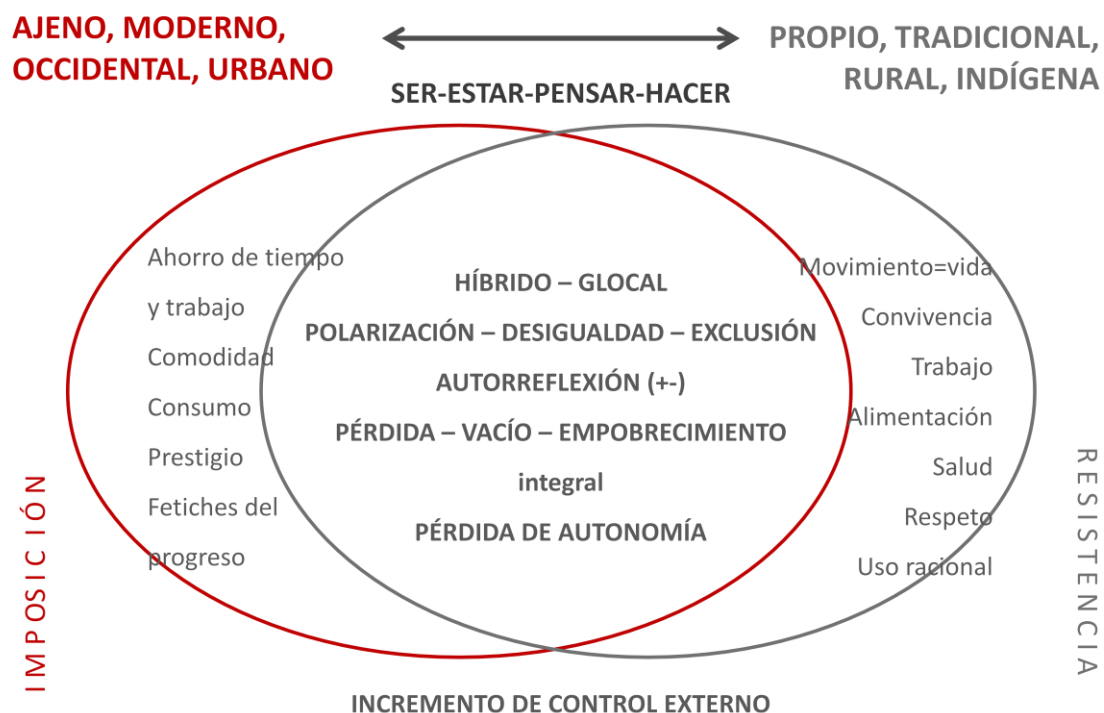 AJENO, MODERNO,
OCCIDENTAL, URBANO
PROPIO, TRADICIONAL,
RURAL, INDÍGENA
SER-ESTAR-PENSAR-HACER
Ahorro de tiempo
y trabajo
Comodidad
Consumo
Prestigio
Fetiches del
progreso
HÍBRIDO – GLOCAL
POLARIZACIÓN – DESIGUALDAD – EXCLUSIÓN
AUTORREFLEXIÓN (+-)
PÉRDIDA – VACÍO – EMPOBRECIMIENTO
integral
PÉRDIDA DE AUTONOMÍA
Movimiento=vida
Convivencia
Trabajo
Alimentación
Salud
Respeto
Uso racional
IMPOSICIÓN
RESISTENCIA
INCREMENTO DE CONTROL EXTERNO